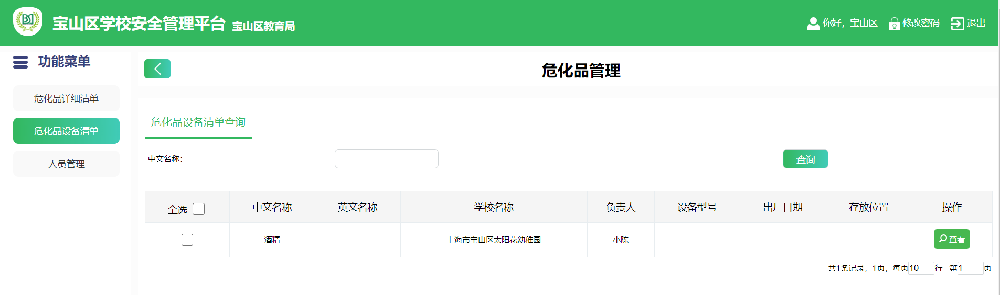 宝山区学校安全管理平台 宝山区教育局
你好，宝山区 修改密码 退出
功能菜单
危化品管理
危化品详细清单
危化品设备清单
人员管理
危化品设备清单查询
中文名称：
查询
全选 中文名称 英文名称 学校名称 负责人 设备型号 出厂日期 存放位置 操作
酒精 上海市宝山区太阳花幼稚园 小陈 查看
共1条记录，1页，每页10行 第1页